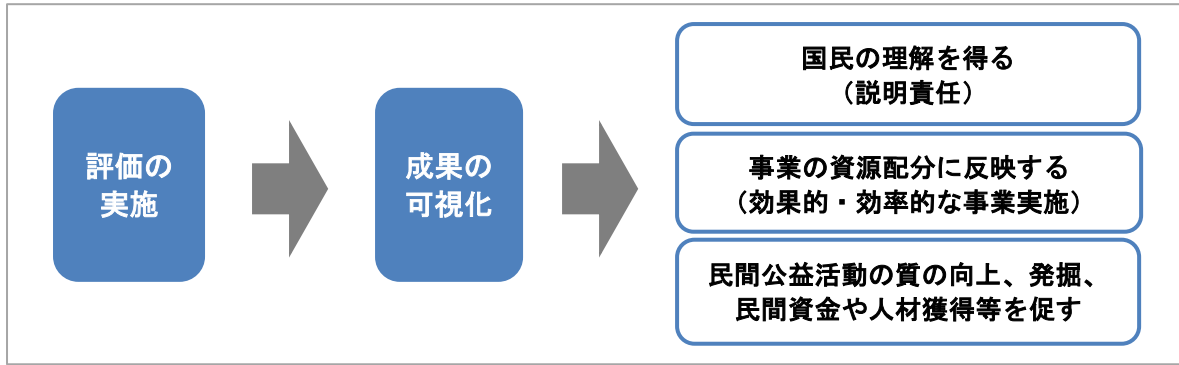 評価の
実施
成果の
可視化
国民の理解を得る
（説明責任）
事業の資源配分に反映する
（効果的・効率的な事業実施）
民間公益活動の質の向上、発掘、
民間資金や人材獲得等を促す